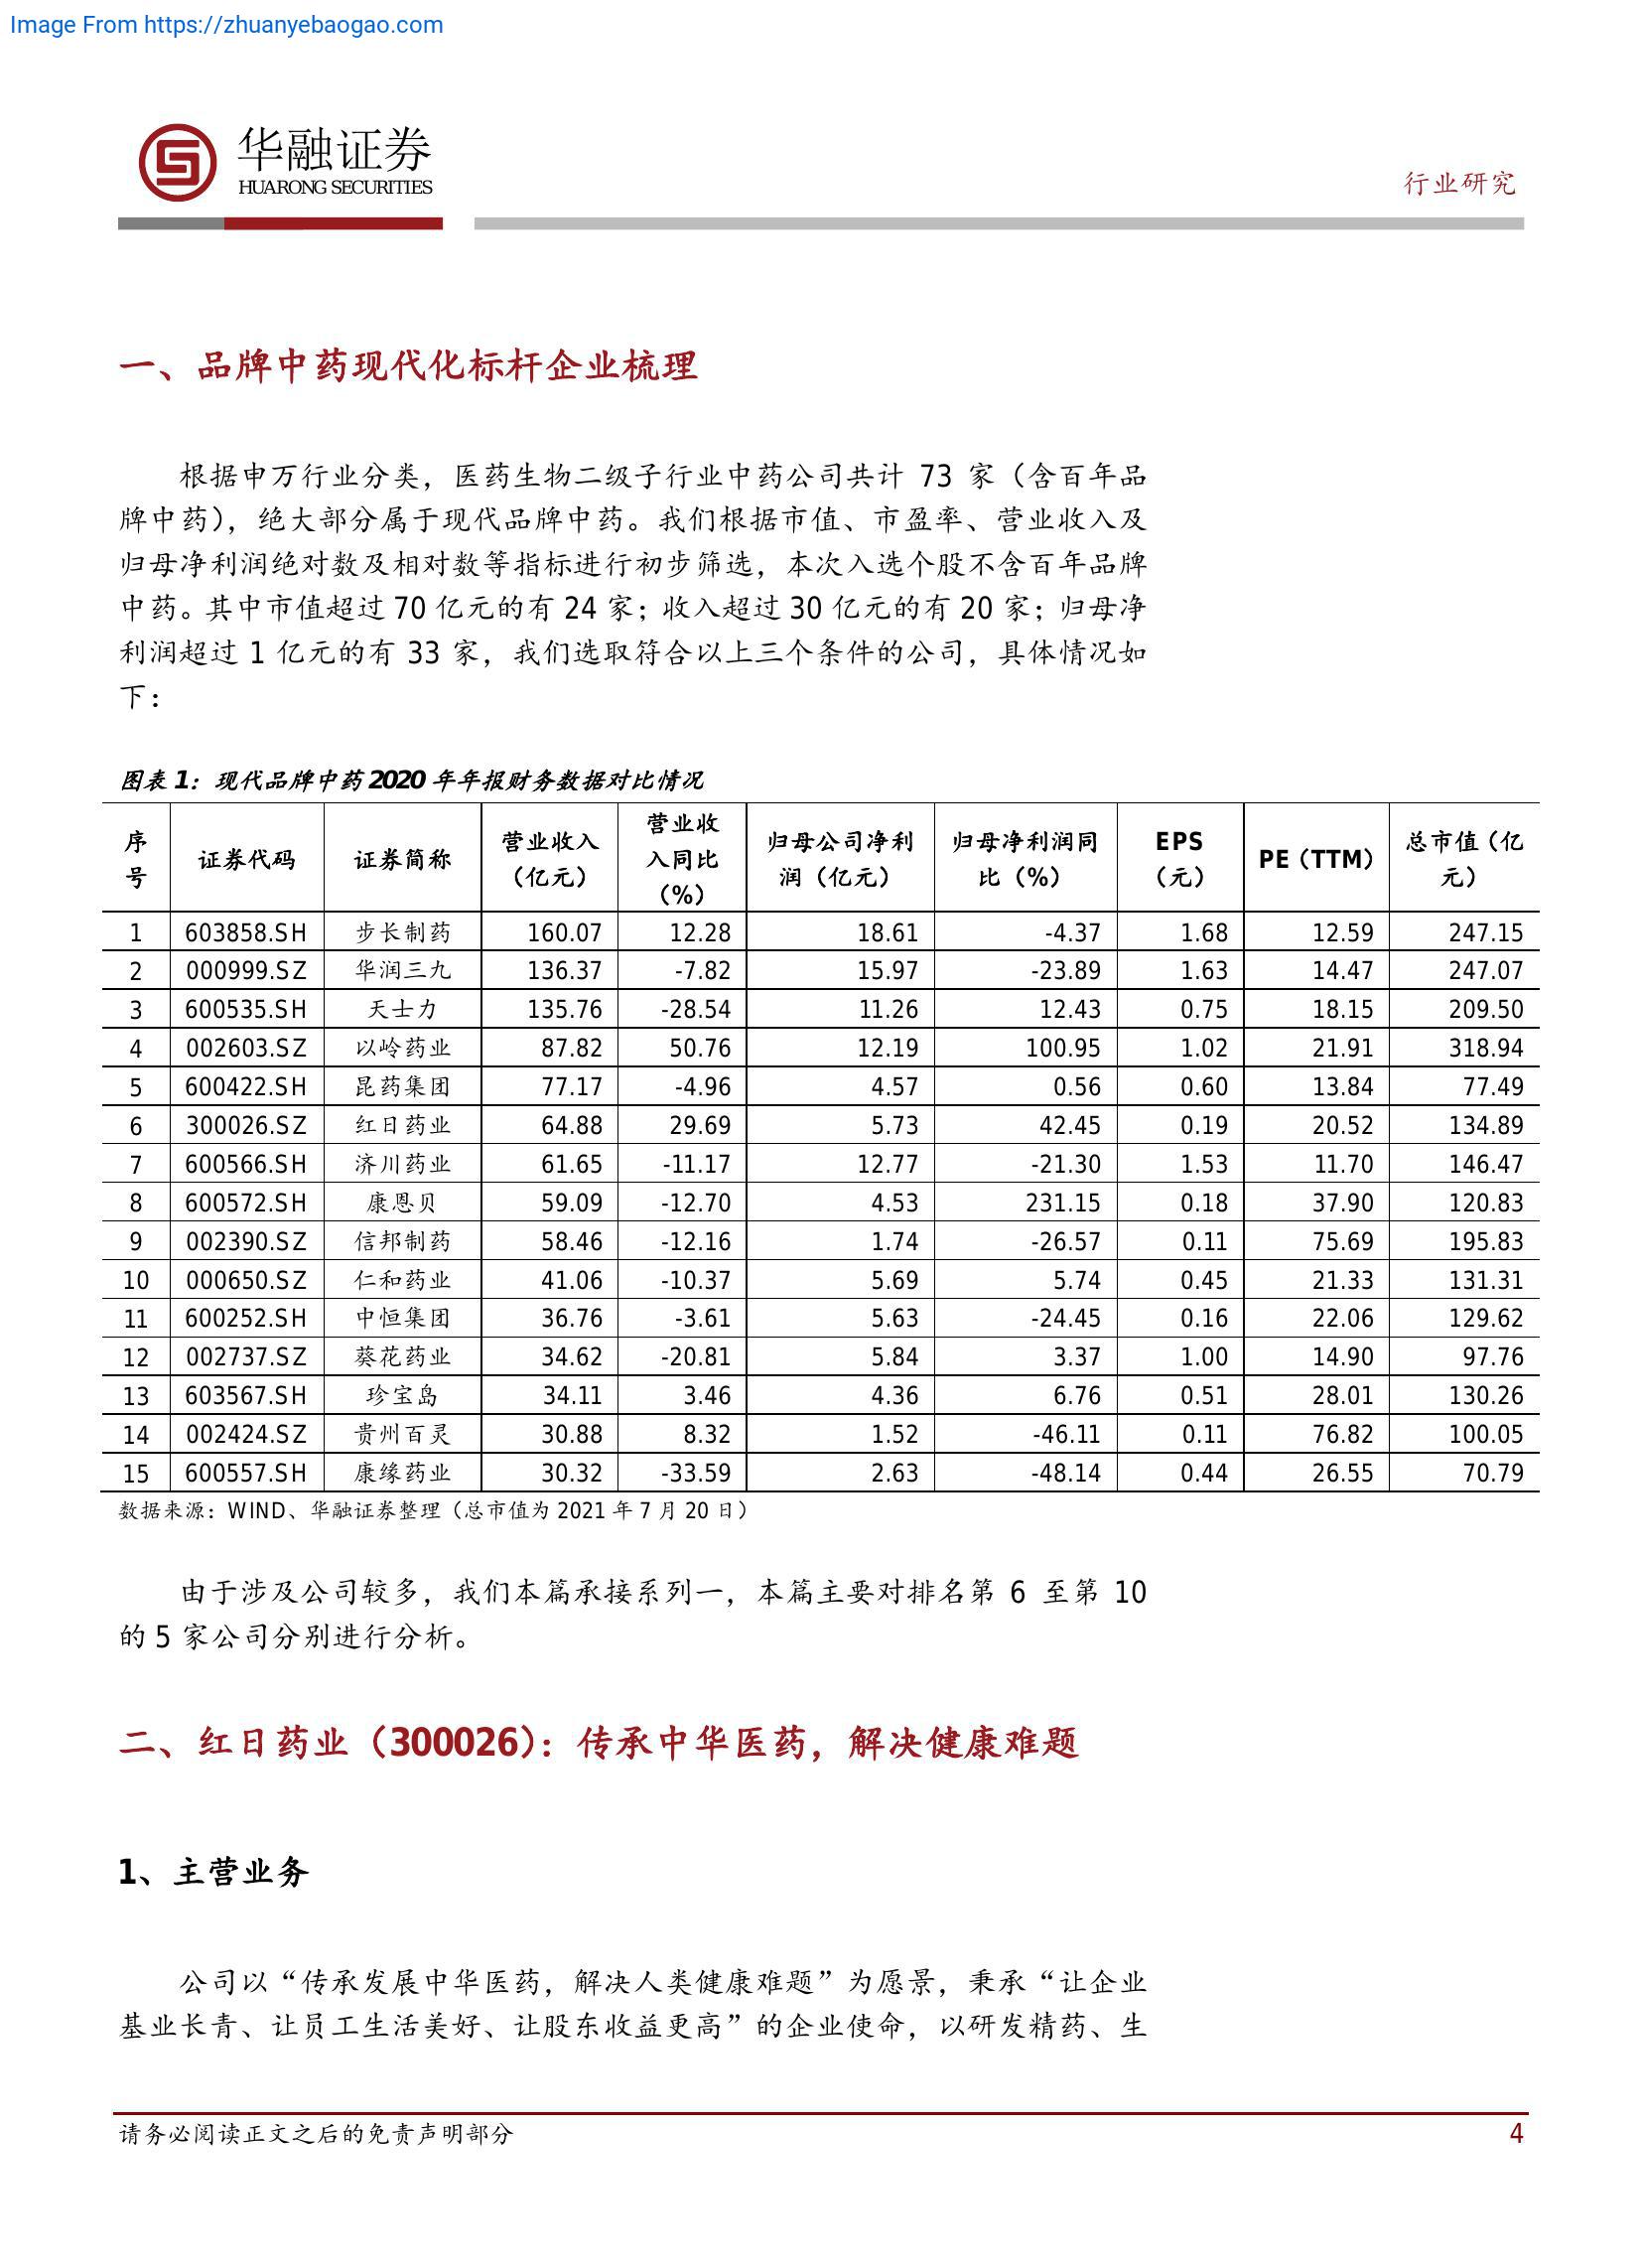 Image From https://zhuanyebaogao.com
华融证券
HUARONG SECURITIES
行业研究
一、品牌中药现代化标杆企业梳理
根据申万行业分类，医药生物二级子行业中药公司共计 73 家（含百年品
牌中药），绝大部分属于现代品牌中药。我们根据市值、市盈率、营业收入及
归母净利润绝对数及相对数等指标进行初步筛选，本次入选个股不含百年品牌
中药。其中市值超过 70 亿元的有 24 家；收入超过 30 亿元的有 20 家；归母净
利润超过 1 亿元的有 33 家，我们选取符合以上三个条件的公司，具体情况如
下：
图表 1：现代品牌中药 2020 年年报财务数据对比情况
序号 证券代码 证券简称 营业收入（亿元） 营业收入同比（%） 归母公司净利润（亿元） 归母净利润同比（%） EPS（元） PE（TTM） 总市值（亿元）
1 603858.SH 步长制药 160.07 12.28 18.61 -4.37 1.68 12.59 247.15
2 000999.SZ 华润三九 136.37 -7.82 15.97 -23.89 1.63 14.47 247.07
3 600535.SH 天士力 135.76 -28.54 11.26 12.43 0.75 18.15 209.50
4 002603.SZ 以岭药业 87.82 50.76 12.19 100.95 1.02 21.91 318.94
5 600422.SH 昆药集团 77.17 -4.96 4.57 0.56 0.60 13.84 77.49
6 300026.SZ 红日药业 64.88 29.69 5.73 42.45 0.19 20.52 134.89
7 600566.SH 济川药业 61.65 -11.17 12.77 -21.30 1.53 11.70 146.47
8 600572.SH 康恩贝 59.09 -12.70 4.53 231.15 0.18 37.90 120.83
9 002390.SZ 信邦制药 58.46 -12.16 1.74 -26.57 0.11 75.69 195.83
10 000650.SZ 仁和药业 41.06 -10.37 5.69 5.74 0.45 21.33 131.31
11 600252.SH 中恒集团 36.76 -3.61 5.63 -24.45 0.16 22.06 129.62
12 002737.SZ 葵花药业 34.62 -20.81 5.84 3.37 1.00 14.90 97.76
13 603567.SH 珍宝岛 34.11 3.46 4.36 6.76 0.51 28.01 130.26
14 002424.SZ 贵州百灵 30.88 8.32 1.52 -46.11 0.11 76.82 100.05
15 600557.SH 康缘药业 30.32 -33.59 2.63 -48.14 0.44 26.55 70.79
数据来源：WIND、华融证券整理（总市值为 2021 年 7 月 20 日）
由于涉及公司较多，我们本篇承接系列一，本篇主要对排名第 6 至第 10
的 5 家公司分别进行分析。
二、红日药业（300026）：传承中华医药，解决健康难题
1、主营业务
公司以“传承发展中华医药，解决人类健康难题”为愿景，秉承“让企业
基业长青、让员工生活美好、让股东收益更高”的企业使命，以研发精药、生
请务必阅读正文之后的免责声明部分
4